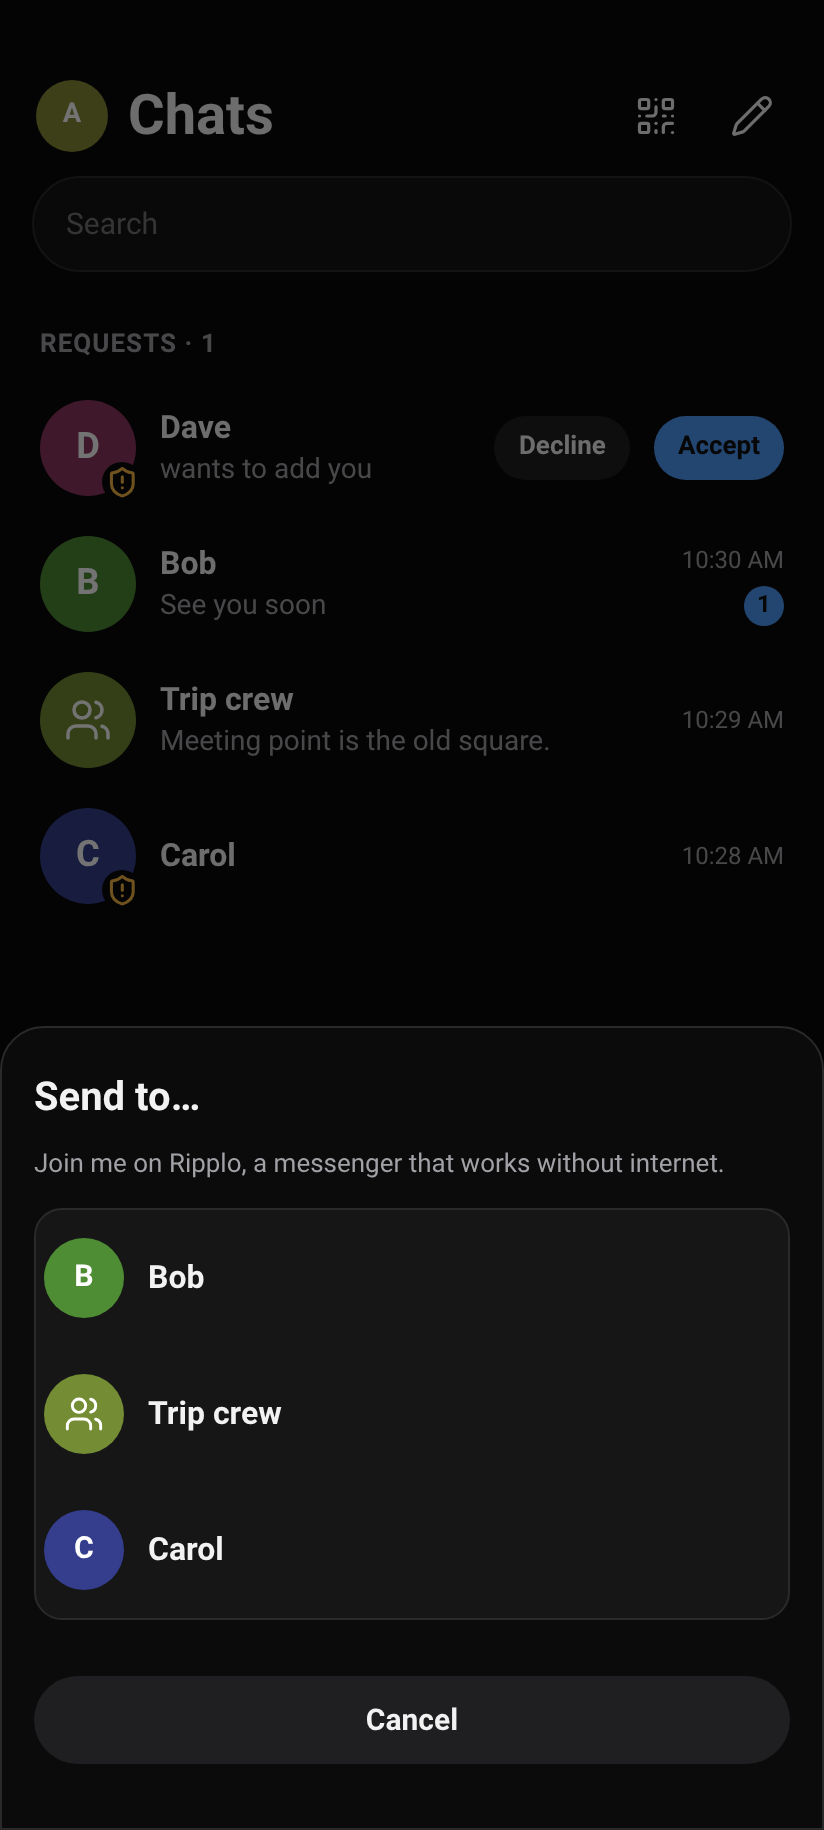 A
Chats
Search
REQUESTS · 1
D
Dave
wants to add you
Decline
Accept
B
Bob
See you soon
10:30 AM
1
Trip crew
Meeting point is the old square.
10:29 AM
C
Carol
10:28 AM
Send to...
Join me on Ripplo, a messenger that works without internet.
B
Bob
Trip crew
C
Carol
Cancel